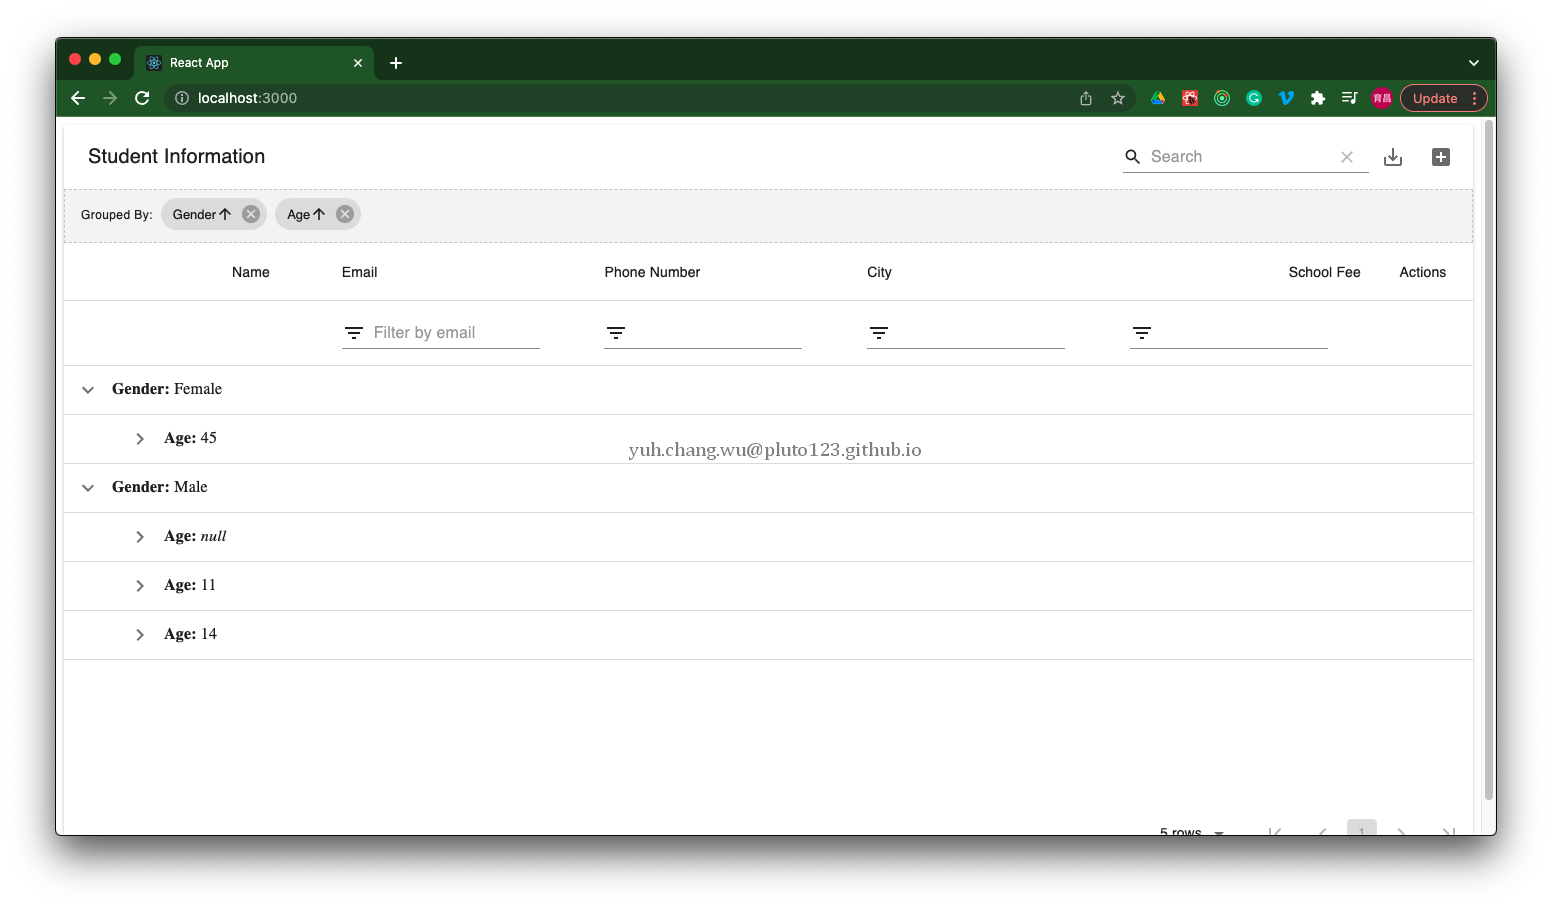 React App
localhost:3000
育昌
Update
Student Information
Search
Grouped By: Gender Age
Name Email Phone Number City School Fee Actions
Filter by email
Gender: Female
Age: 45
yuh.chang.wu@pluto123.github.io
Gender: Male
Age: null
Age: 11
Age: 14
5 rows 1